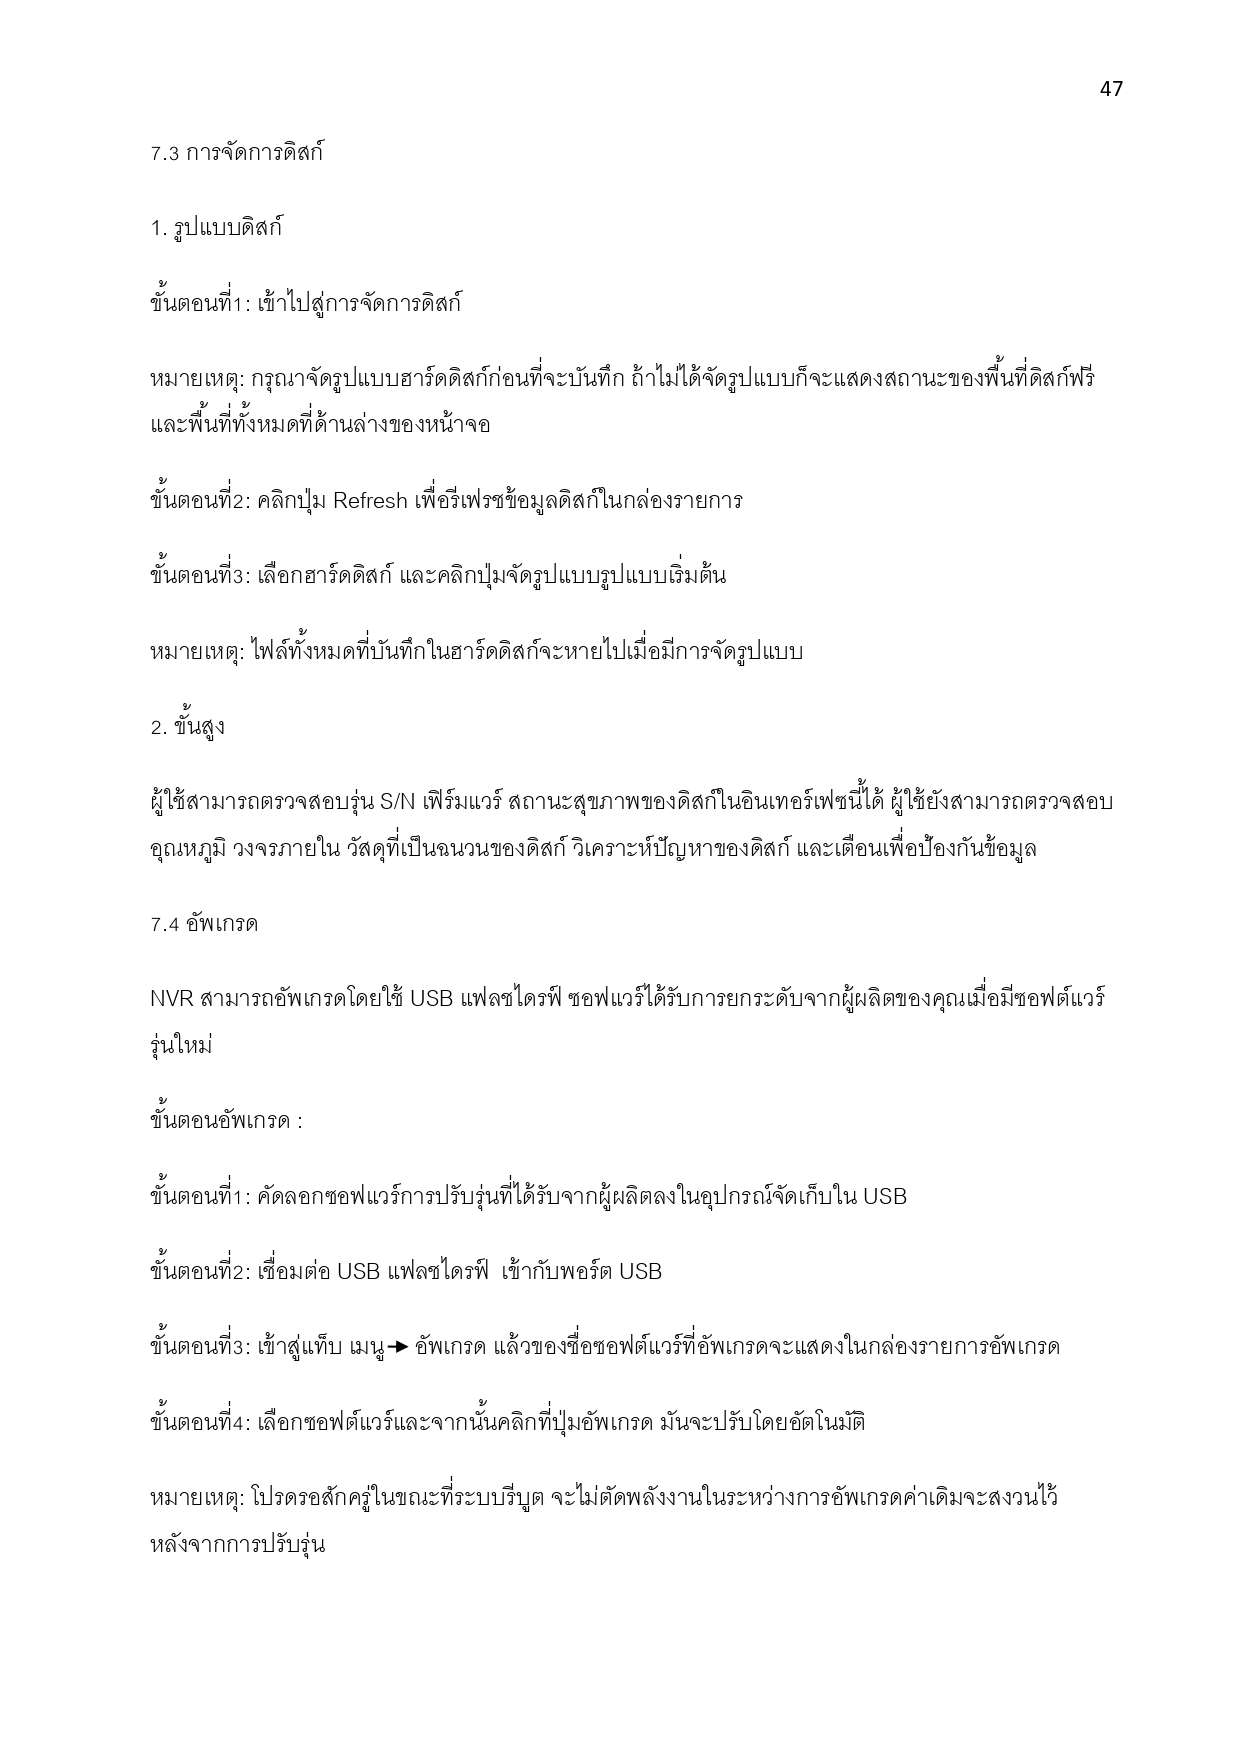 47
7.3 การจัดการดิสก์
1. รูปแบบดิสก์
ขั้นตอนที่1: เข้าไปสู่การจัดการดิสก์
หมายเหตุ: กรุณาจัดรูปแบบฮาร์ดดิสก์ก่อนที่จะบันทึก ถ้าไม่ได้จัดรูปแบบก็จะแสดงสถานะของพื้นที่ดิสก์ฟรี
และพื้นที่ทั้งหมดที่ด้านล่างของหน้าจอ
ขั้นตอนที่2: คลิกปุ่ม Refresh เพื่อรีเฟรชข้อมูลดิสก์ในกล่องรายการ
ขั้นตอนที่3: เลือกฮาร์ดดิสก์ และคลิกปุ่มจัดรูปแบบรูปแบบเริ่มต้น
หมายเหตุ: ไฟล์ทั้งหมดที่บันทึกในฮาร์ดดิสก์จะหายไปเมื่อมีการจัดรูปแบบ
2. ขั้นสูง
ผู้ใช้สามารถตรวจสอบรุ่น S/N เฟิร์มแวร์ สถานะสุขภาพของดิสก์ในอินเทอร์เฟซนี้ได้ ผู้ใช้ยังสามารถตรวจสอบ
อุณหภูมิ วงจรภายใน วัสดุที่เป็นฉนวนของดิสก์ วิเคราะห์ปัญหาของดิสก์ และเตือนเพื่อป้องกันข้อมูล
7.4 อัพเกรด
NVR สามารถอัพเกรดโดยใช้ USB แฟลชไดรฟ์ ซอฟแวร์ได้รับการยกระดับจากผู้ผลิตของคุณเมื่อมีซอฟต์แวร์
รุ่นใหม่
ขั้นตอนอัพเกรด :
ขั้นตอนที่1: คัดลอกซอฟแวร์การปรับรุ่นที่ได้รับจากผู้ผลิตลงในอุปกรณ์จัดเก็บใน USB
ขั้นตอนที่2: เชื่อมต่อ USB แฟลชไดรฟ์  เข้ากับพอร์ต USB
ขั้นตอนที่3: เข้าสู่แท็บ เมนู➔ อัพเกรด แล้วของชื่อซอฟต์แวร์ที่อัพเกรดจะแสดงในกล่องรายการอัพเกรด
ขั้นตอนที่4: เลือกซอฟต์แวร์และจากนั้นคลิกที่ปุ่มอัพเกรด มันจะปรับโดยอัตโนมัติ
หมายเหตุ: โปรดรอสักครู่ในขณะที่ระบบรีบูต จะไม่ตัดพลังงานในระหว่างการอัพเกรดค่าเดิมจะสงวนไว้
หลังจากการปรับรุ่น